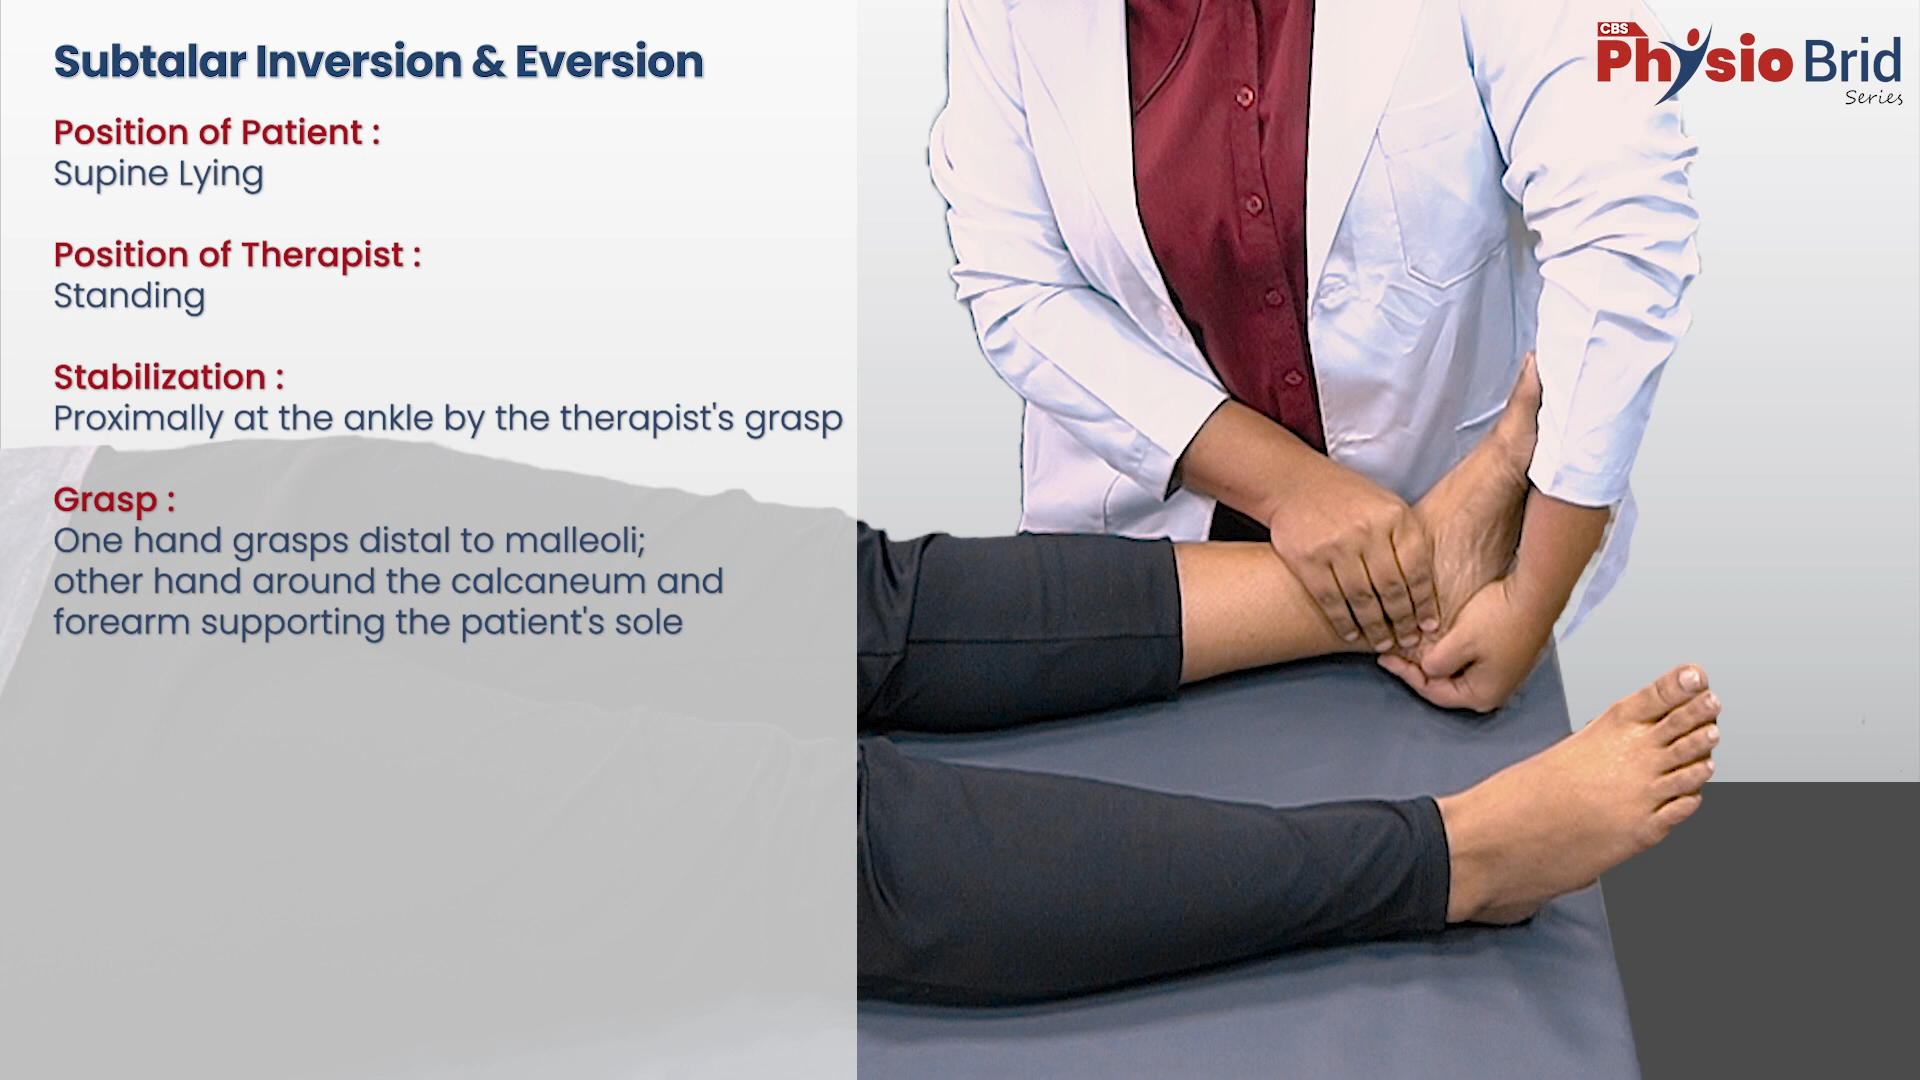 Subtalar Inversion & Eversion
Position of Patient :
Supine Lying
Position of Therapist :
Standing
Stabilization :
Proximally at the ankle by the therapist's grasp
Grasp :
One hand grasps distal to malleoli;
other hand around the calcaneum and
forearm supporting the patient's sole
CBS
Physio Brid
Series